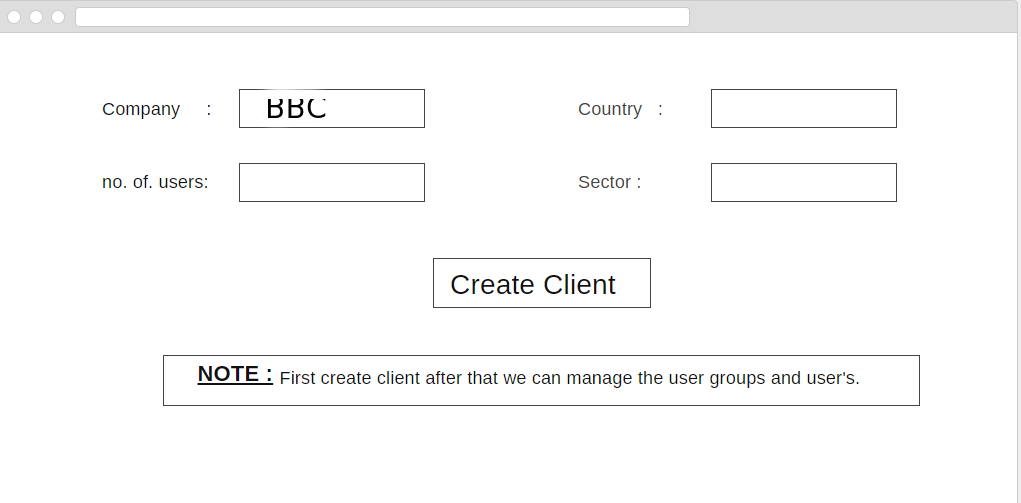 Company : BBC Country :
no. of. users: Sector :
Create Client
NOTE : First create client after that we can manage the user groups and user's.